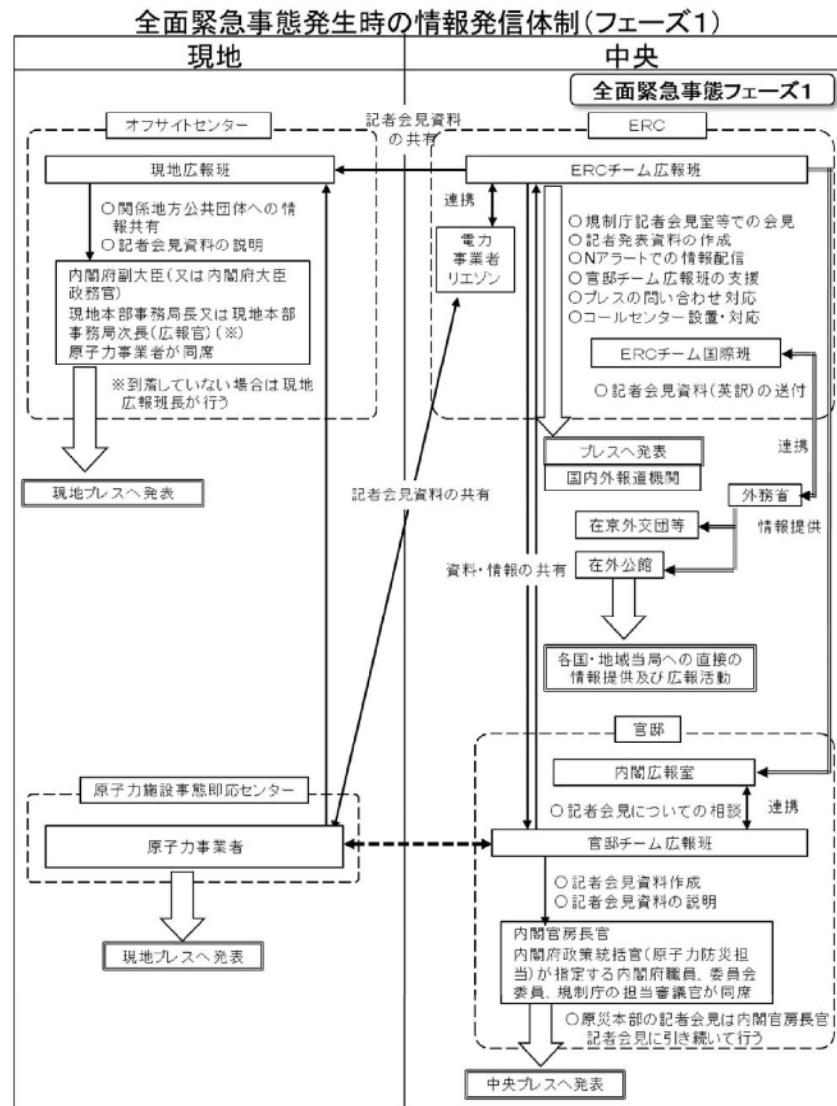 全面緊急事態発生時の情報発信体制(フェーズ1)
現地
中央
全面緊急事態フェーズ1
オフサイトセンター
記者会見資料
の共有
ERC
現地広報班
ERCチーム広報班
○関係地方公共団体への情
報共有
○記者会見資料の説明
連携
電力
事業者
リエゾン
○規制庁記者会見室等での会見
○記者発表資料の作成
○Nアラートでの情報配信
○官邸チーム広報班の支援
○プレスの問い合わせ対応
○コールセンター設置・対応
内閣府副大臣(又は内閣府大臣
政務官)
現地本部事務局長又は現地本部
事務局次長(広報官)(※)
原子力事業者が同席
ERCチーム国際班
※到着していない場合は現地
広報班長が行う
○記者会見資料(英訳)の送付
連携
プレスへ発表
国内外報道機関
現地プレスへ発表
記者会見資料の共有
外務省
在京外交団等
情報提供
資料・情報の共有
在外公館
各国・地域当局への直接の
情報提供及び広報活動
官邸
内閣広報室
原子力施設事態即応センター
○記者会見についての相談
連携
原子力事業者
官邸チーム広報班
○記者会見資料作成
○記者会見資料の説明
内閣官房長官
内閣府政策統括官(原子力防災担
当)が指定する内閣府職員、委員会
委員、規制庁の担当審議官が同席
現地プレスへ発表
○原災本部の記者会見は内閣官房長官
記者会見に引き続いて行う
中央プレスへ発表